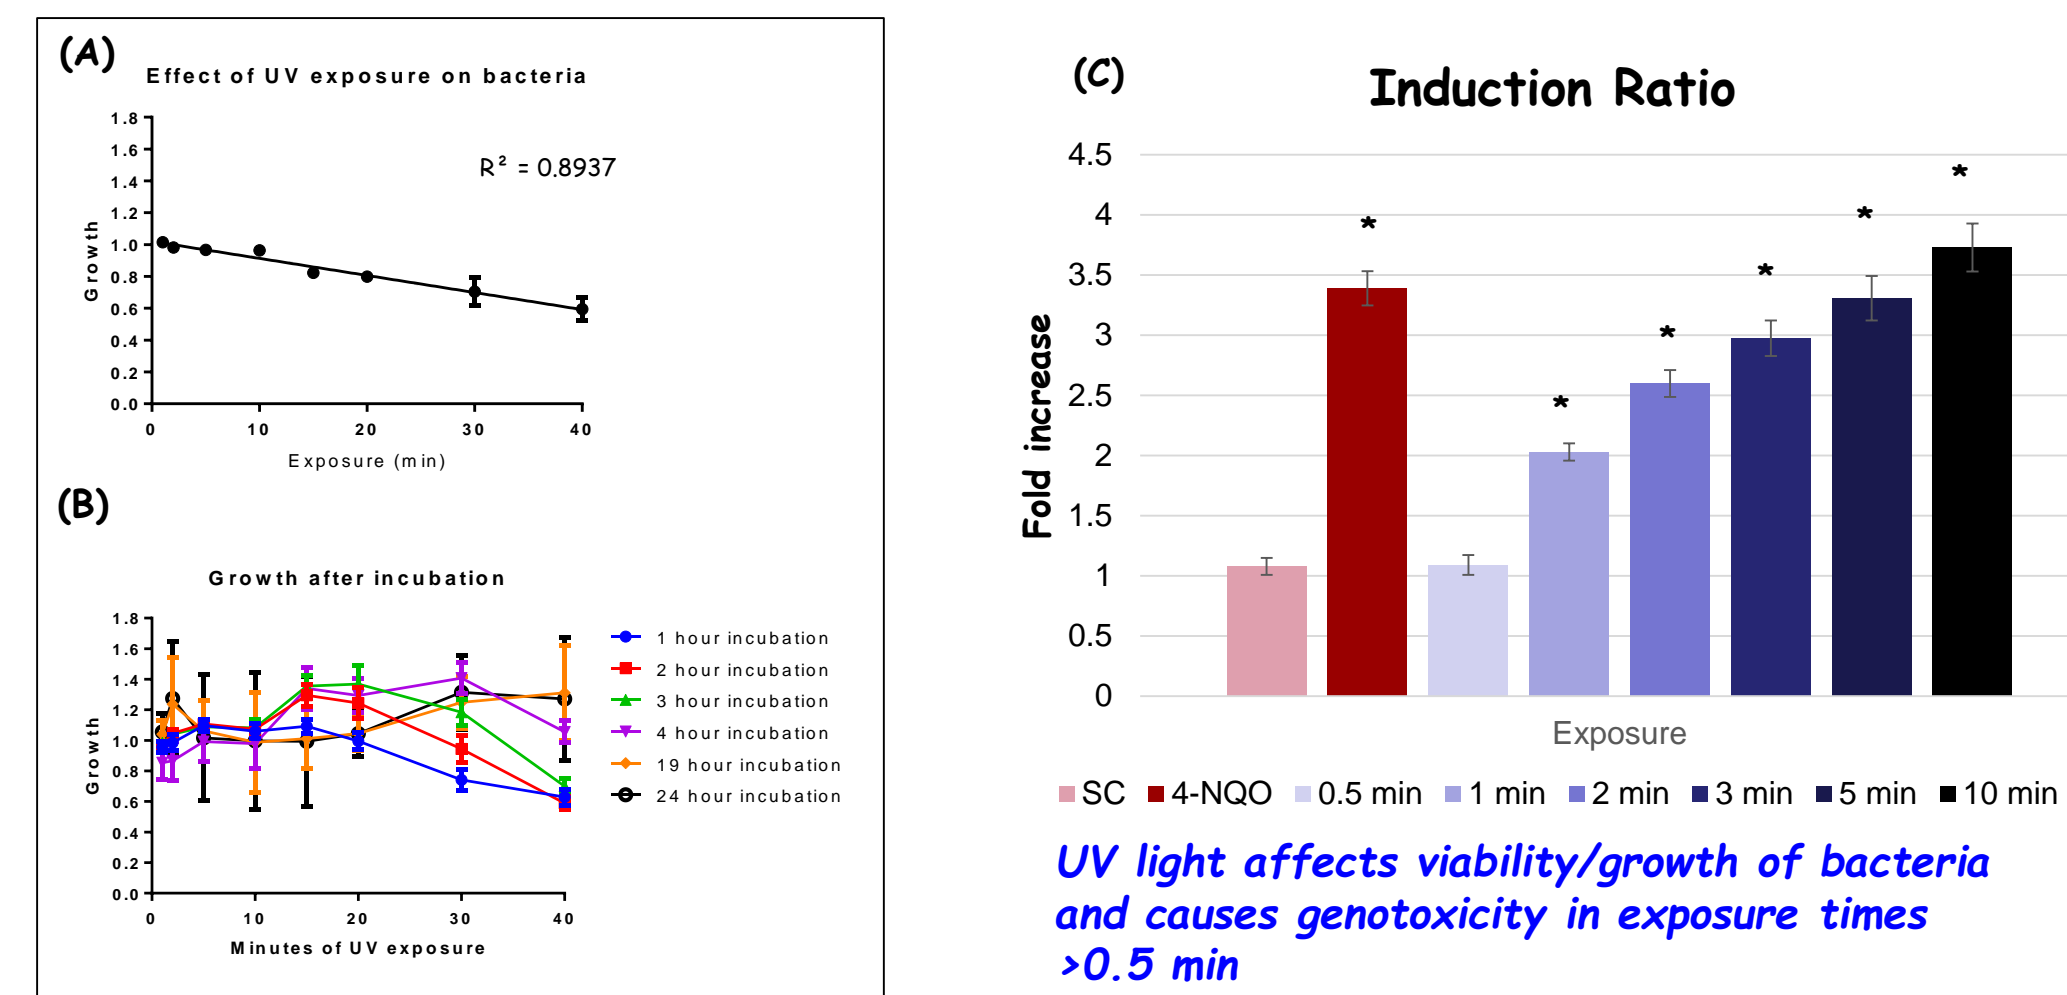 (A)
Effect of UV exposure on bacteria
R² = 0.8937
Growth
1.8
1.6
1.4
1.2
1.0
0.8
0.6
0.4
0.2
0.0
0 10 20 30 40
Exposure (min)
(B)
Growth after incubation
Growth
1.8
1.6
1.4
1.2
1.0
0.8
0.6
0.4
0.2
0.0
0 10 20 30 40
Minutes of UV exposure
1 hour incubation
2 hour incubation
3 hour incubation
4 hour incubation
19 hour incubation
24 hour incubation
(C)
Induction Ratio
Fold increase
4.5
4
3.5
3
2.5
2
1.5
1
0.5
0
* * * * * *
Exposure
SC 4-NQO 0.5 min 1 min 2 min 3 min 5 min 10 min
UV light affects viability/growth of bacteria
and causes genotoxicity in exposure times
>0.5 min